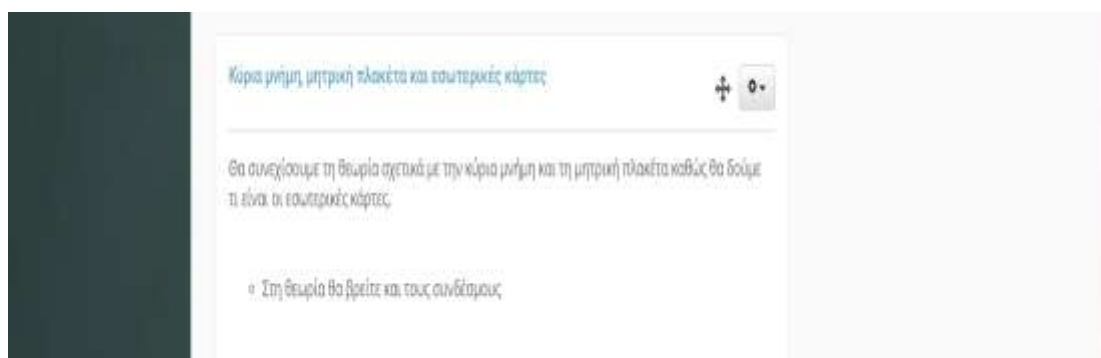 Κύρια μνήμη, μητρική πλακέτα και εσωτερικές κάρτες
Θα συνεχίσουμε τη θεωρία σχετικά με την κύρια μνήμη και τη μητρική πλακέτα καθώς θα δούμε
τι είναι οι εσωτερικές κάρτες.
Στη θεωρία θα βρείτε και τους συνδέσμους